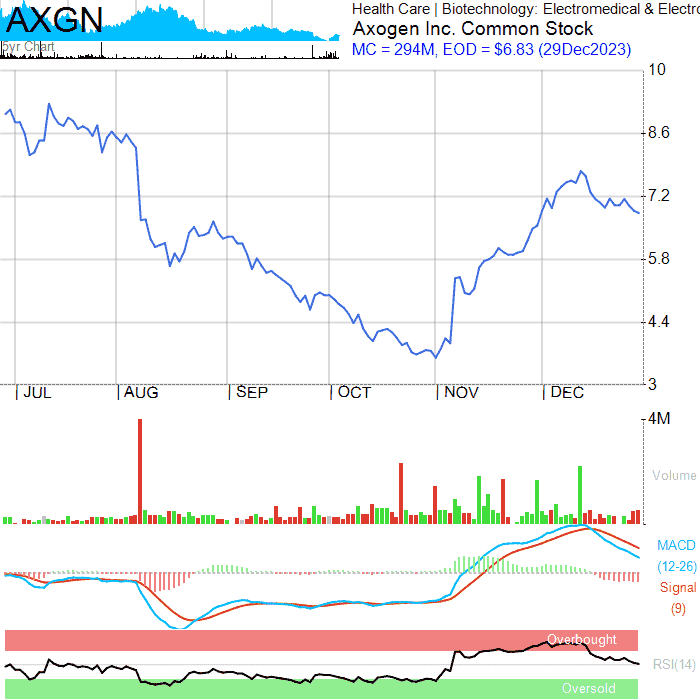 AXGN
5yr Chart
Health Care | Biotechnology: Electromedical & Electro
Axogen Inc. Common Stock
MC = 294M, EOD = $6.83 (29Dec2023)
10
8.6
7.2
5.8
4.4
3
JUL
AUG
SEP
OCT
NOV
DEC
4M
Volume
MACD
(12-26)
Signal
(9)
Overbought
RSI(14)
Oversold